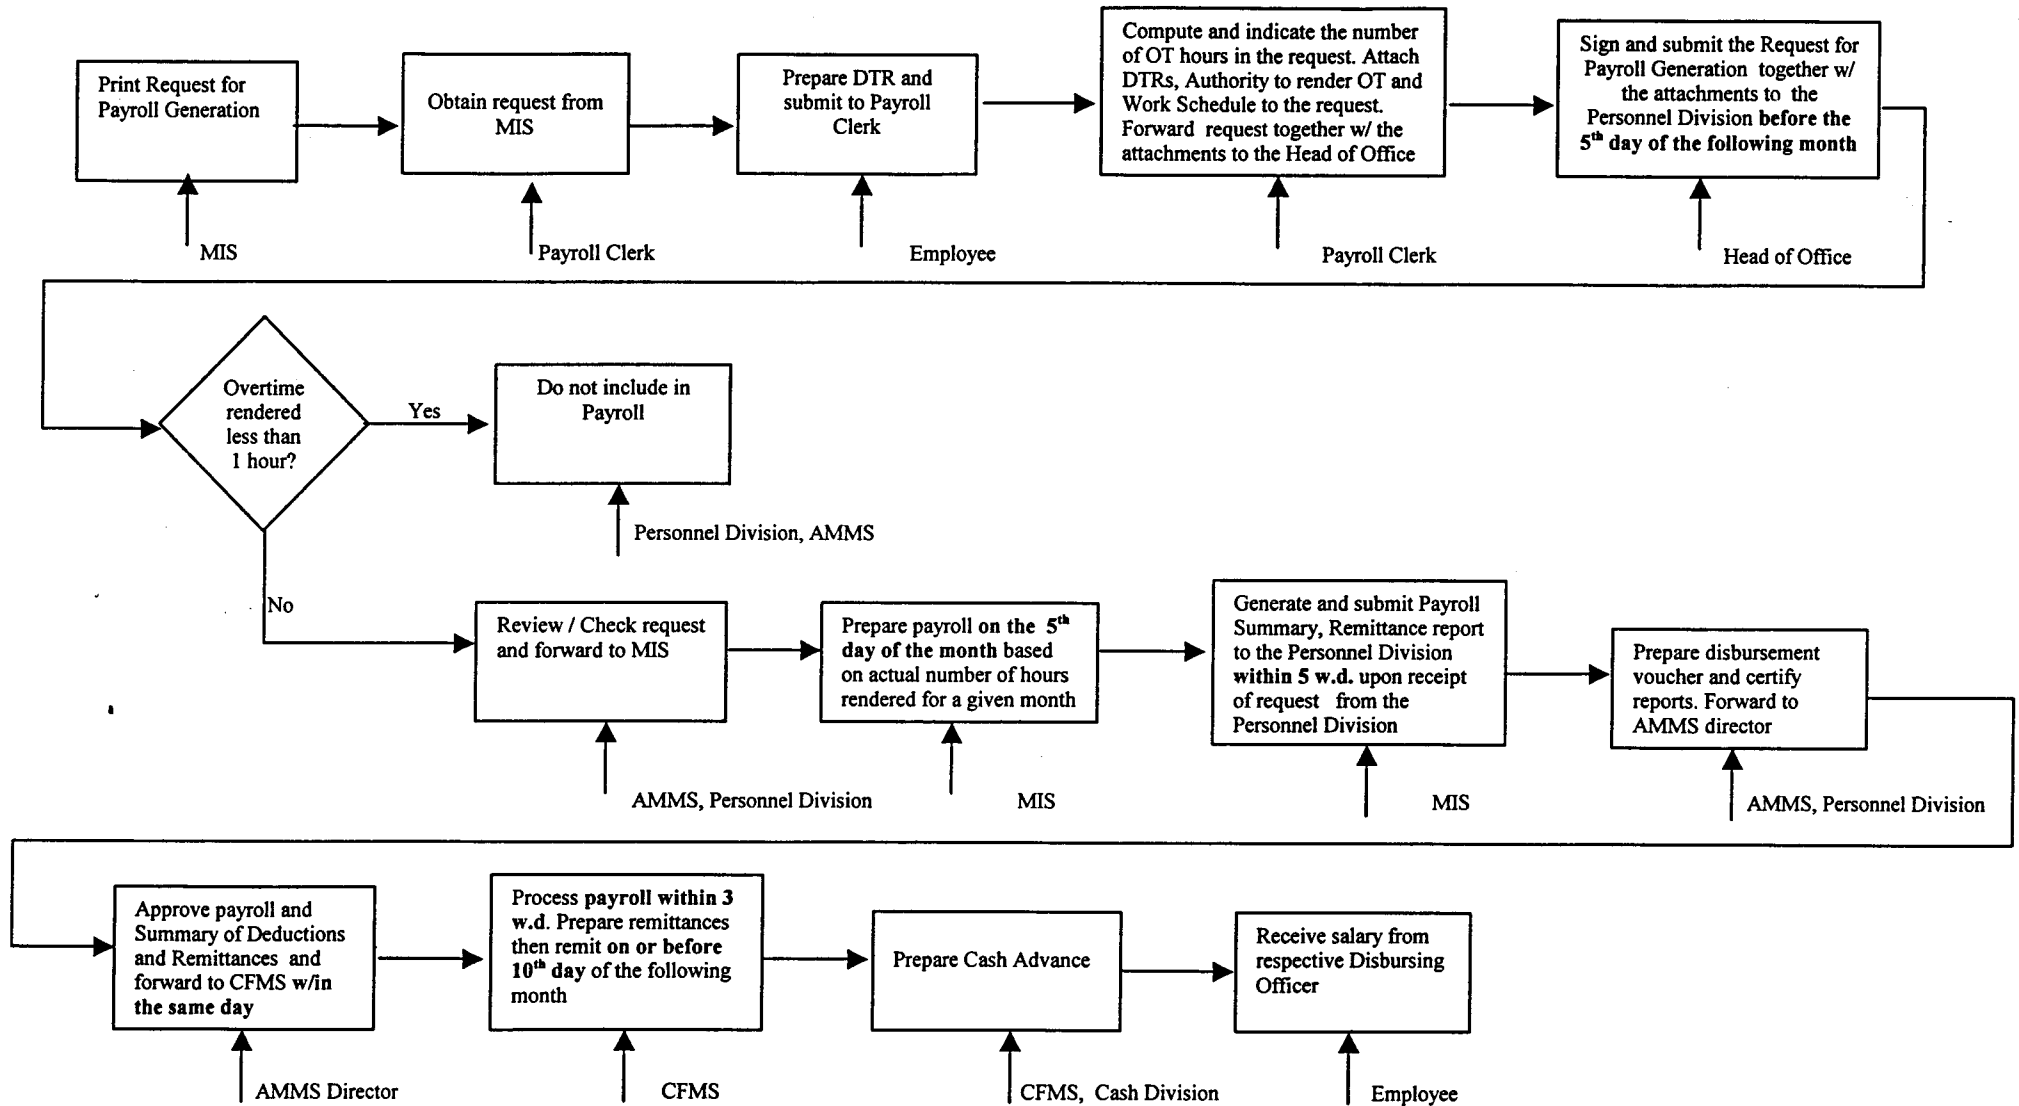 Print Request for
Payroll Generation
MIS
Obtain request from
MIS
Payroll Clerk
Prepare DTR and
submit to Payroll
Clerk
Employee
Compute and indicate the number
of OT hours in the request. Attach
DTRs, Authority to render OT and
Work Schedule to the request.
Forward request together w/ the
attachments to the Head of Office
Payroll Clerk
Sign and submit the Request for
Payroll Generation together w/
the attachments to the
Personnel Division before the
5th day of the following month
Head of Office
Overtime
rendered
less than
1 hour?
Yes
Do not include in
Payroll
Personnel Division, AMMS
No
Review / Check request
and forward to MIS
AMMS, Personnel Division
Prepare payroll on the 5th
day of the month based
on actual number of hours
rendered for a given month
MIS
Generate and submit Payroll
Summary, Remittance report
to the Personnel Division
within 5 w.d. upon receipt
of request from the
Personnel Division
MIS
Prepare disbursement
voucher and certify
reports. Forward to
AMMS director
AMMS, Personnel Division
Approve payroll and
Summary of Deductions
and Remittances and
forward to CFMS w/in
the same day
AMMS Director
Process payroll within 3
w.d. Prepare remittances
then remit on or before
10th day of the following
month
CFMS
Prepare Cash Advance
CFMS, Cash Division
Receive salary from
respective Disbursing
Officer
Employee